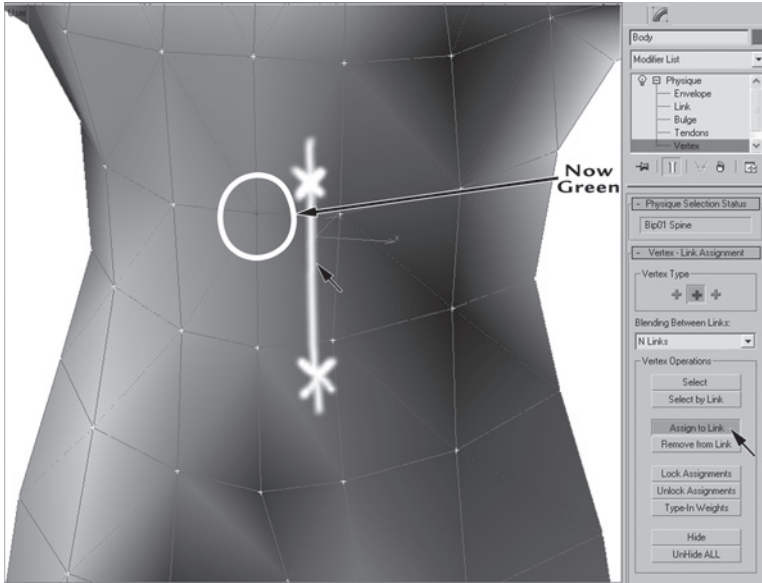 User
Now
Green
Body
Modifier List
Physique
Envelope
Link
Bulge
Tendons
Vertex
- Physique Selection Status
Bip01 Spine
- Vertex - Link Assignment
Vertex Type
Blending Between Links:
N Links
Vertex Operations
Select
Select by Link
Assign to Link
Remove from Link
Lock Assignments
Unlock Assignments
Type-In Weights
Hide
UnHide ALL
x